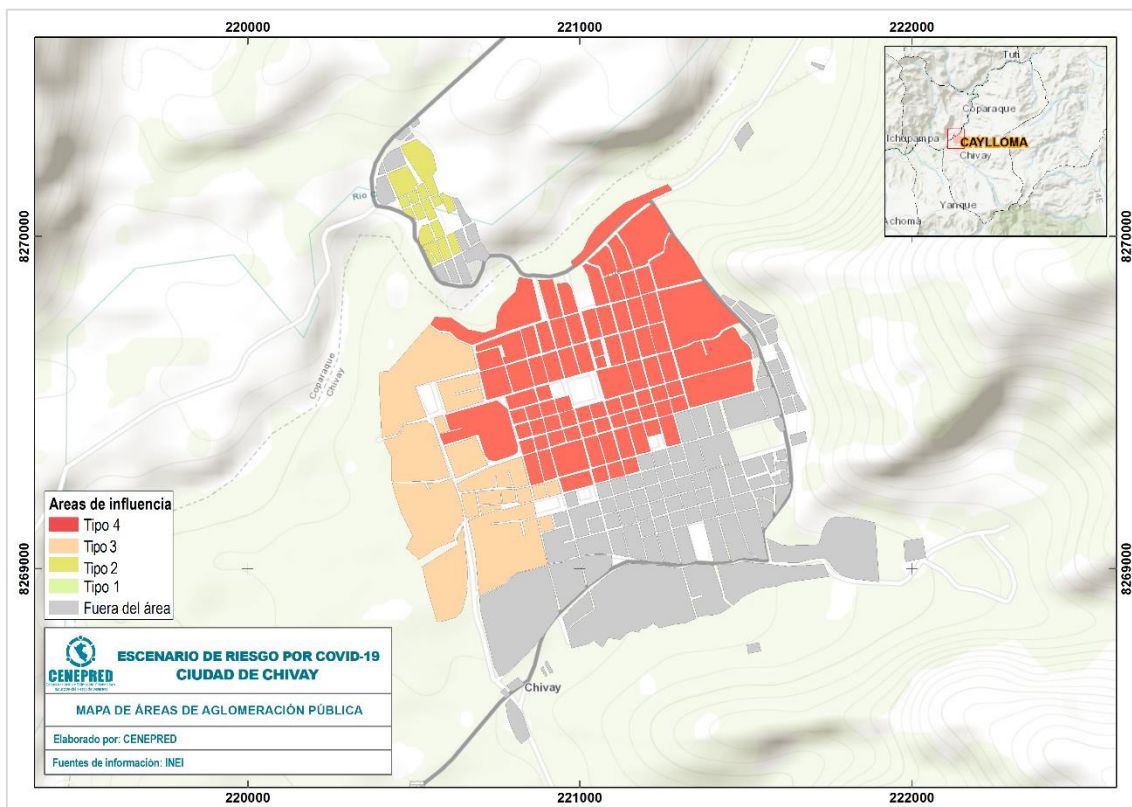 220000
221000
222000
8270000
8269000
8270000
8269000
220000
221000
222000
Tuti
Coparaque
Ichupampa
CAYLLOMA
Chivay
Yanque
Achoma
Rio C
Coparaque
Chivay
Chivay
Areas de influencia
Tipo 4
Tipo 3
Tipo 2
Tipo 1
Fuera del área
CENEPRED
ESCENARIO DE RIESGO POR COVID-19
CIUDAD DE CHIVAY
MAPA DE ÁREAS DE AGLOMERACIÓN PÚBLICA
Elaborado por: CENEPRED
Fuentes de información: INEI